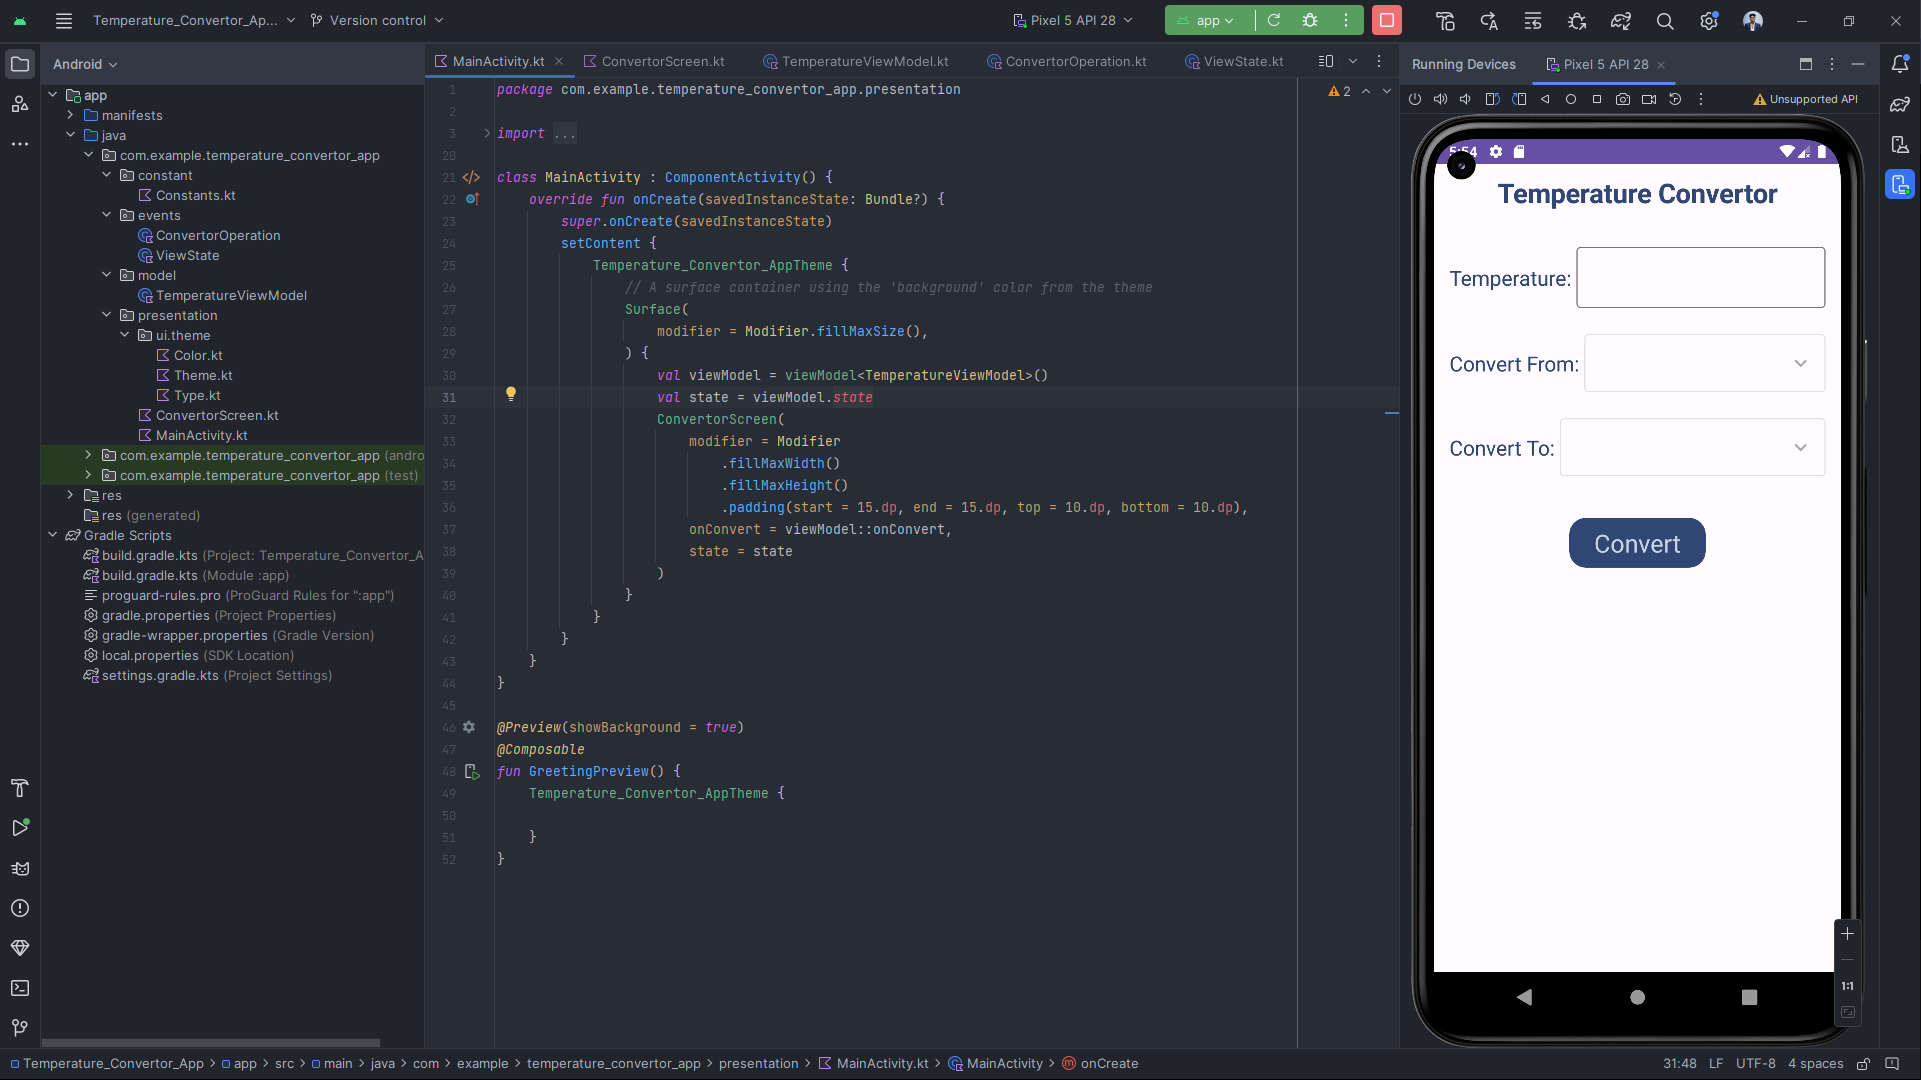 Temperature_Convertor_Ap...
Version control
Pixel 5 API 28
app
Android
MainActivity.kt
ConvertorScreen.kt
TemperatureViewModel.kt
ConvertorOperation.kt
ViewState.kt
Running Devices
Pixel 5 API 28
Unsupported API
app
manifests
java
com.example.temperature_convertor_app
constant
Constants.kt
events
ConvertorOperation
ViewState
model
TemperatureViewModel
presentation
ui.theme
Color.kt
Theme.kt
Type.kt
ConvertorScreen.kt
MainActivity.kt
com.example.temperature_convertor_app (andro
com.example.temperature_convertor_app (test)
res
res (generated)
Gradle Scripts
build.gradle.kts (Project: Temperature_Convertor_A
build.gradle.kts (Module :app)
proguard-rules.pro (ProGuard Rules for ":app")
gradle.properties (Project Properties)
gradle-wrapper.properties (Gradle Version)
local.properties (SDK Location)
settings.gradle.kts (Project Settings)
2
1 package com.example.temperature_convertor_app.presentation
2
3 import ...
20
21 class MainActivity : ComponentActivity() {
22 override fun onCreate(savedInstanceState: Bundle?) {
23 super.onCreate(savedInstanceState)
24 setContent {
25 Temperature_Convertor_AppTheme {
26 // A surface container using the 'background' color from the theme
27 Surface(
28 modifier = Modifier.fillMaxSize(),
29 ) {
30 val viewModel = viewModel<TemperatureViewModel>()
31 val state = viewModel.state
32 ConvertorScreen(
33 modifier = Modifier
34 .fillMaxWidth()
35 .fillMaxHeight()
36 .padding(start = 15.dp, end = 15.dp, top = 10.dp, bottom = 10.dp),
37 onConvert = viewModel::onConvert,
38 state = state
39 )
40 }
41 }
42 }
43 }
44 }
45
46 @Preview(showBackground = true)
47 @Composable
48 fun GreetingPreview() {
49 Temperature_Convertor_AppTheme {
50
51 }
52 }
5:54
Temperature Convertor
Temperature:
Convert From:
Convert To:
Convert
1:1
Temperature_Convertor_App > app > src > main > java > com > example > temperature_convertor_app > presentation > MainActivity.kt > MainActivity > onCreate
31:48 LF UTF-8 4 spaces